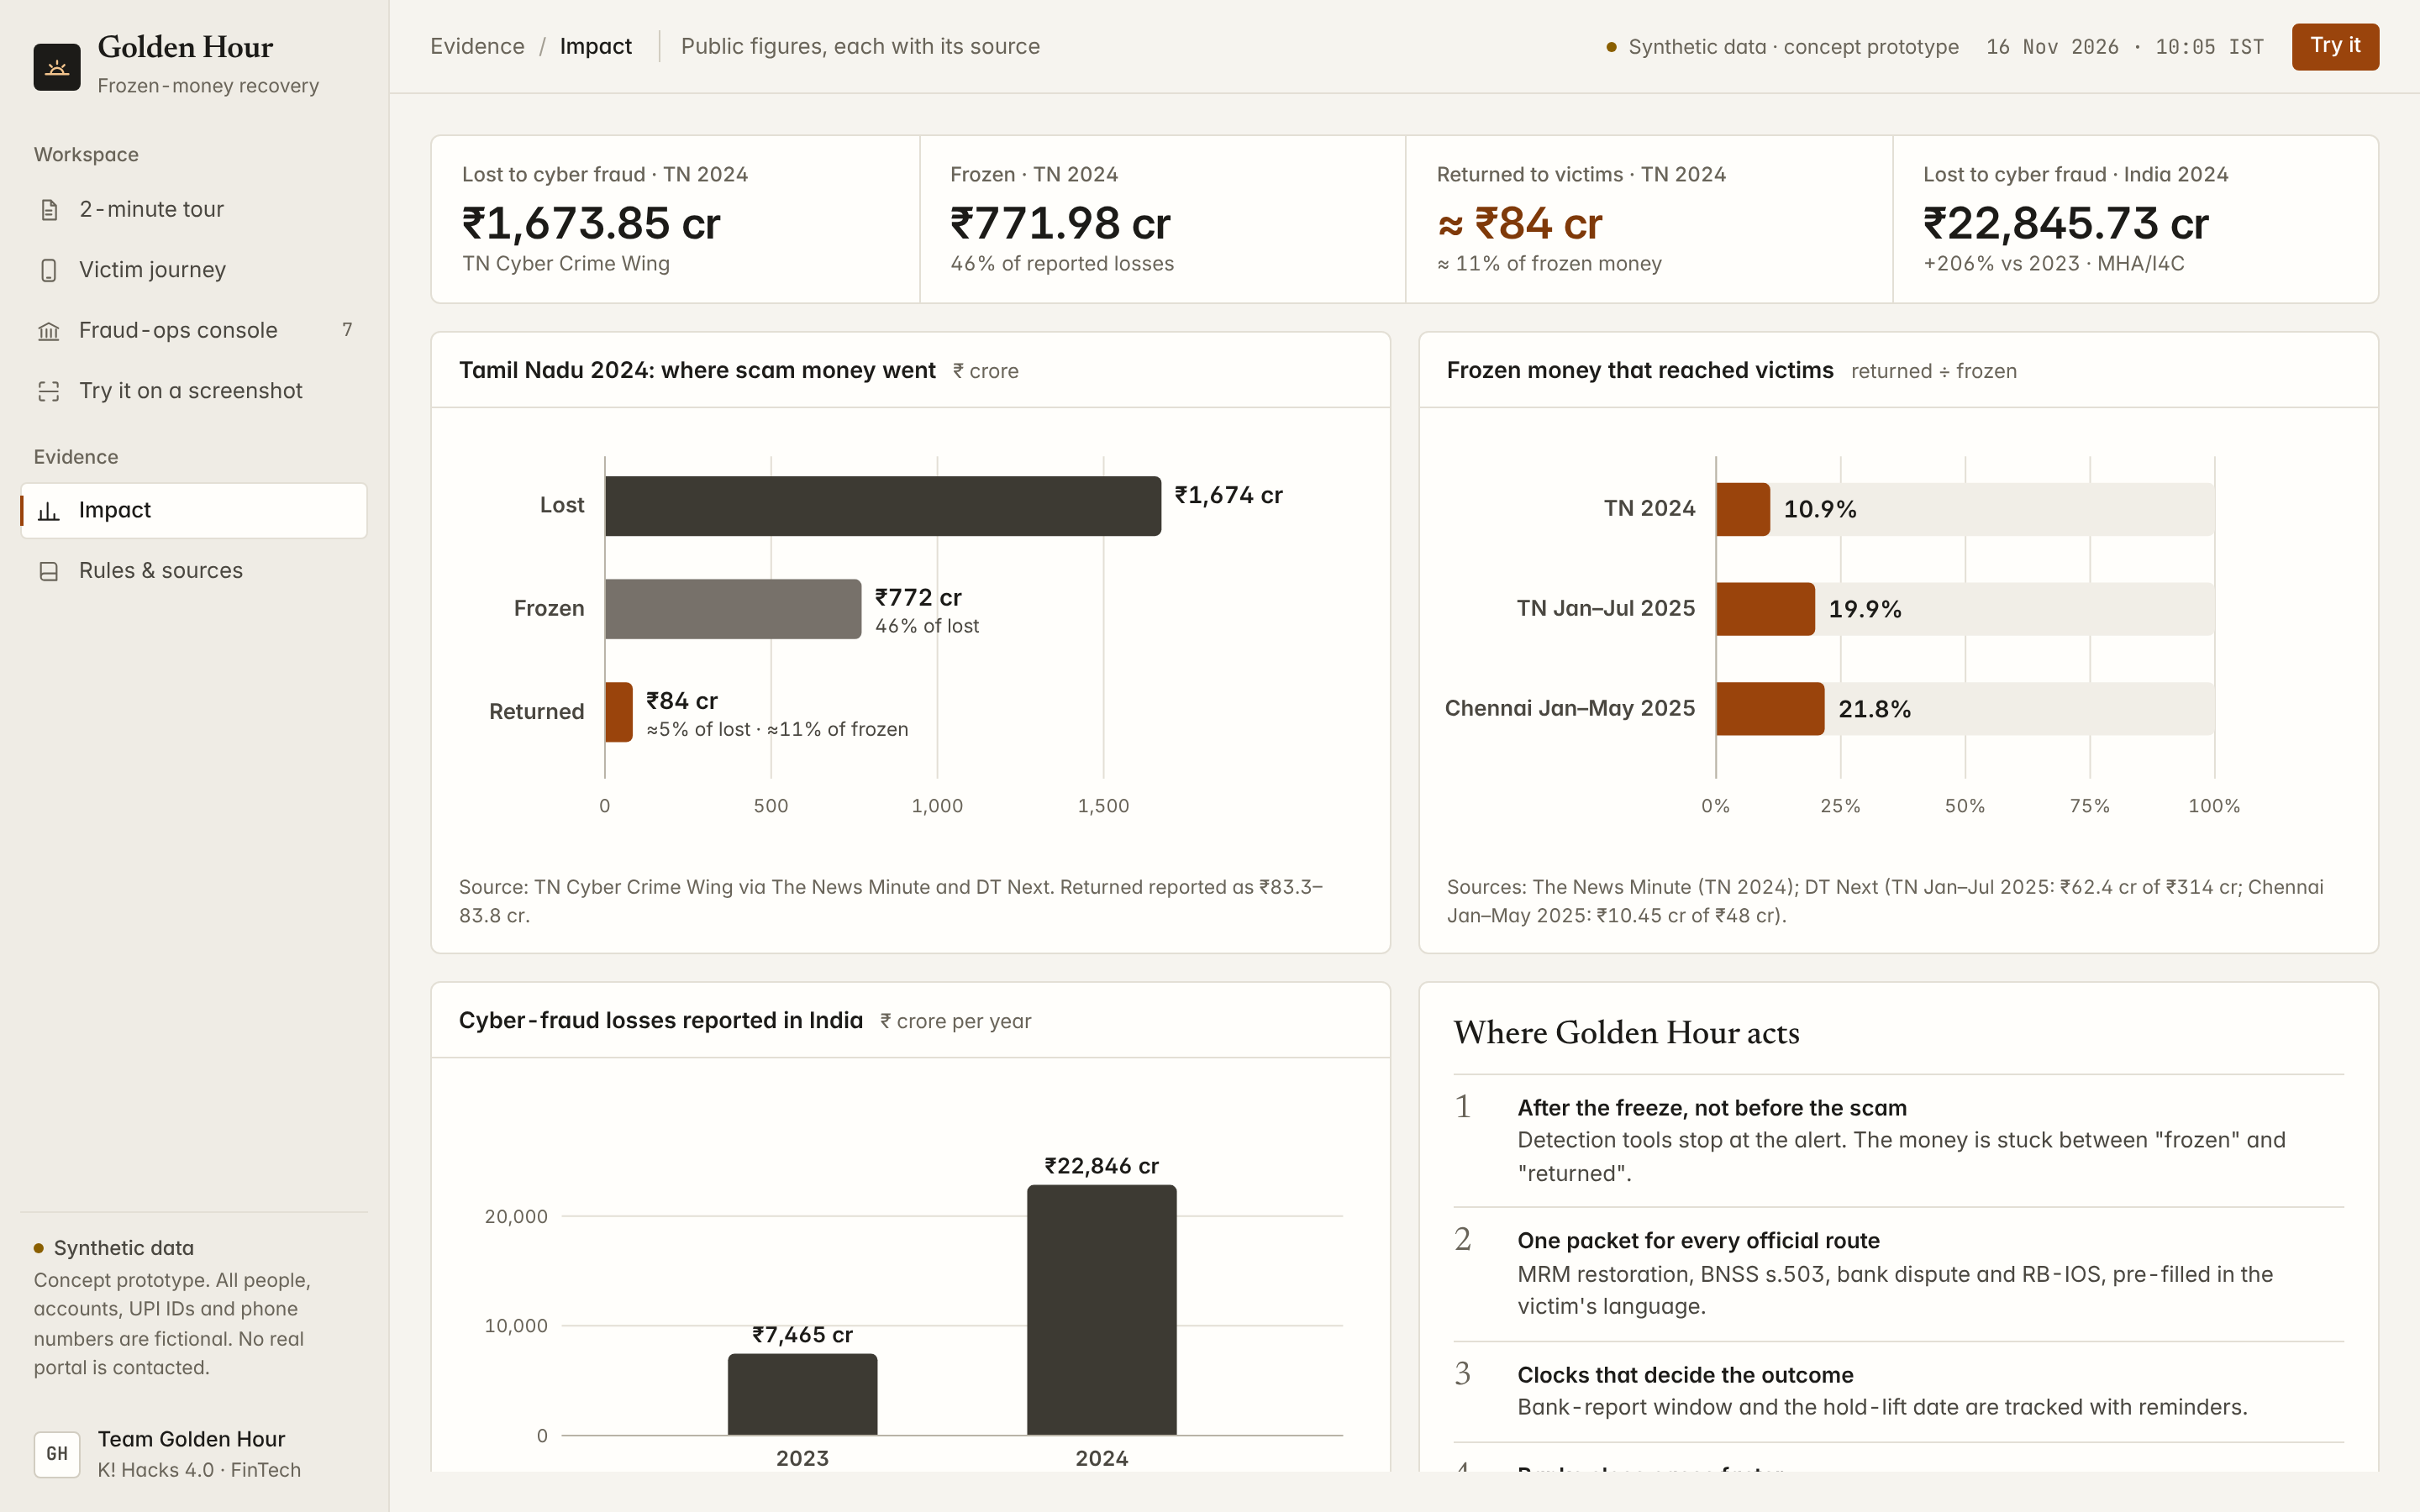 Golden Hour
Frozen-money recovery
Workspace
2-minute tour
Victim journey
Fraud-ops console 7
Try it on a screenshot
Evidence
Impact
Rules & sources
Synthetic data
Concept prototype. All people,
accounts, UPI IDs and phone
numbers are fictional. No real
portal is contacted.
GH
Team Golden Hour
K! Hacks 4.0 · FinTech
Evidence / Impact Public figures, each with its source
Synthetic data · concept prototype 16 Nov 2026 · 10:05 IST Try it
Lost to cyber fraud · TN 2024
₹1,673.85 cr
TN Cyber Crime Wing
Frozen · TN 2024
₹771.98 cr
46% of reported losses
Returned to victims · TN 2024
≈ ₹84 cr
≈ 11% of frozen money
Lost to cyber fraud · India 2024
₹22,845.73 cr
+206% vs 2023 · MHA/I4C
Tamil Nadu 2024: where scam money went ₹ crore
Lost ₹1,674 cr
Frozen ₹772 cr
46% of lost
Returned ₹84 cr
≈5% of lost · ≈11% of frozen
0 500 1,000 1,500
Source: TN Cyber Crime Wing via The News Minute and DT Next. Returned reported as ₹83.3–
83.8 cr.
Frozen money that reached victims returned ÷ frozen
TN 2024 10.9%
TN Jan–Jul 2025 19.9%
Chennai Jan–May 2025 21.8%
0% 25% 50% 75% 100%
Sources: The News Minute (TN 2024); DT Next (TN Jan–Jul 2025: ₹62.4 cr of ₹314 cr; Chennai
Jan–May 2025: ₹10.45 cr of ₹48 cr).
Cyber-fraud losses reported in India ₹ crore per year
₹22,846 cr
20,000
10,000
₹7,465 cr
0
2023 2024
Where Golden Hour acts
1 After the freeze, not before the scam
Detection tools stop at the alert. The money is stuck between "frozen" and
"returned".
2 One packet for every official route
MRM restoration, BNSS s.503, bank dispute and RB-IOS, pre-filled in the
victim's language.
3 Clocks that decide the outcome
Bank-report window and the hold-lift date are tracked with reminders.